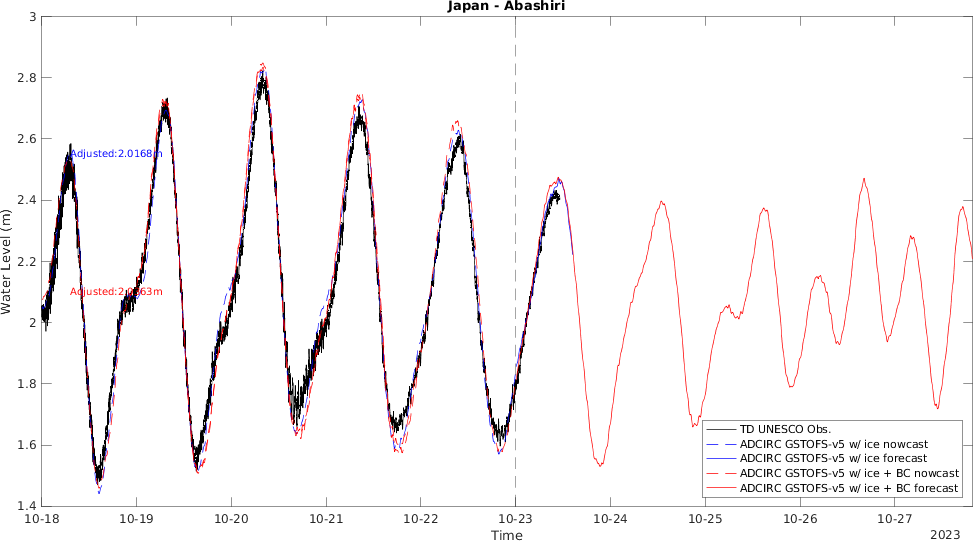 Japan - Abashiri
3
2.8
2.6
2.4
2.2
2
1.8
1.6
1.4
Water Level (m)
Adjusted:2.0168m
10-18
10-19
10-20
10-21
10-22
10-23
10-24
10-25
10-26
10-27
Time
2023
TD UNESCO Obs.
ADCIRC GSTOFS-v5 w/ ice nowcast
ADCIRC GSTOFS-v5 w/ ice forecast
ADCIRC GSTOFS-v5 w/ ice + BC nowcast
ADCIRC GSTOFS-v5 w/ ice + BC forecast